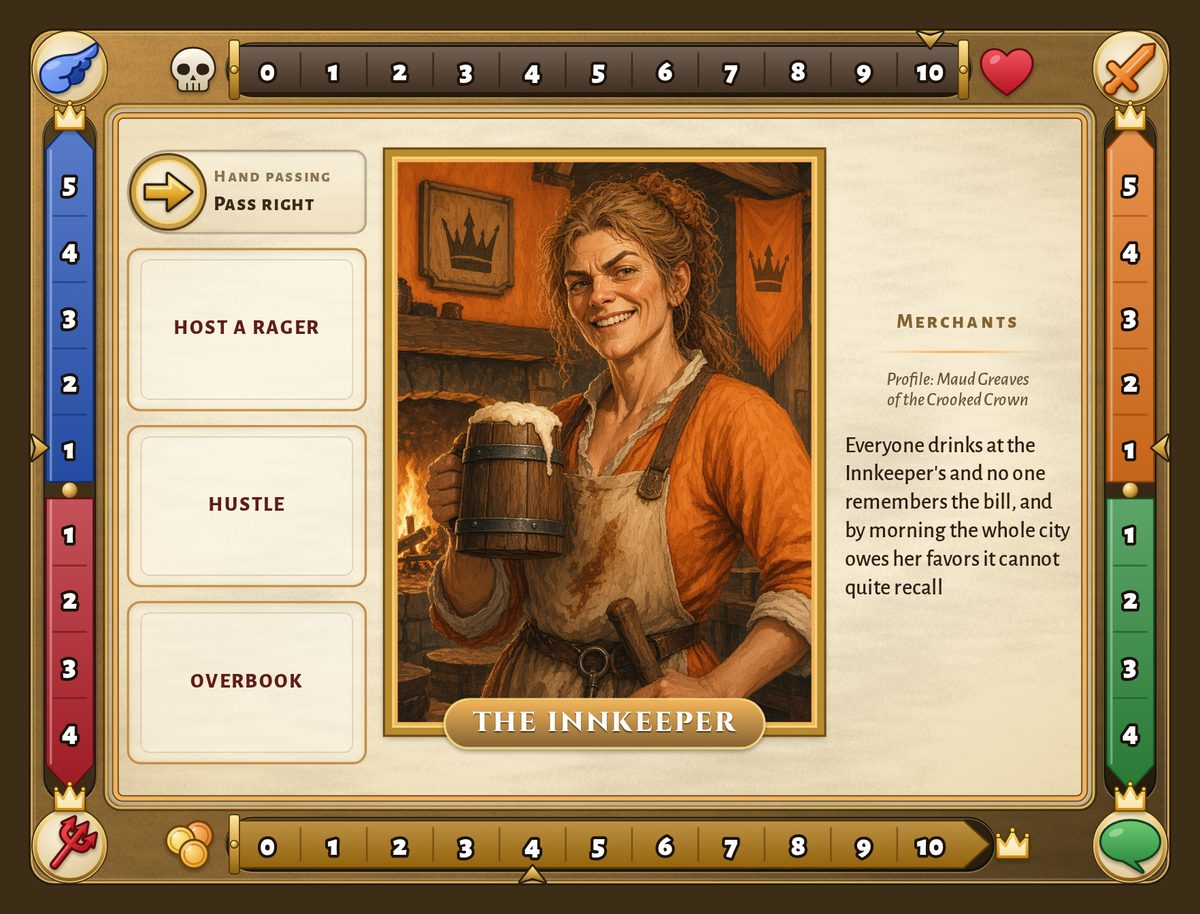 0 1 2 3 4 5 6 7 8 9 10
5
4
3
2
1
1
2
3
4
HAND PASSING
PASS RIGHT
HOST A RAGER
HUSTLE
OVERBOOK
THE INNKEEPER
MERCHANTS
Profile: Maud Greaves
of the Crooked Crown
Everyone drinks at the
Innkeeper's and no one
remembers the bill, and
by morning the whole city
owes her favors it cannot
quite recall
5
4
3
2
1
1
2
3
4
0 1 2 3 4 5 6 7 8 9 10